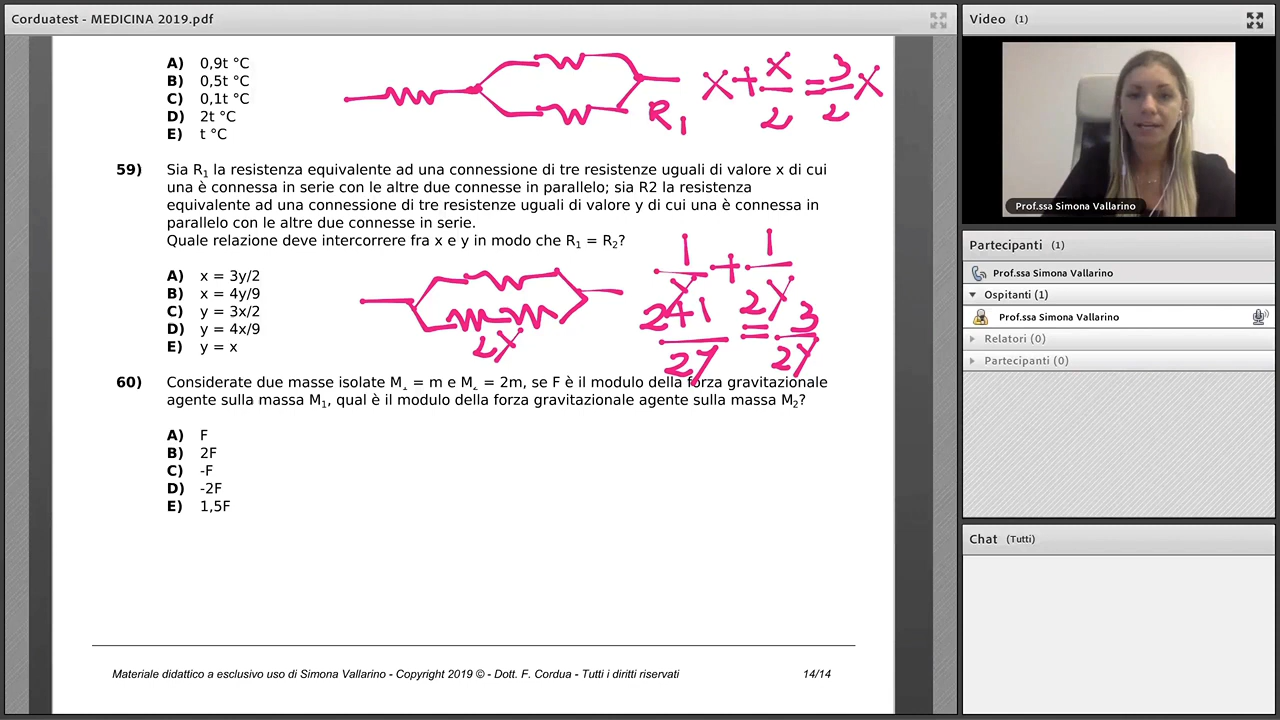 Corduatest - MEDICINA 2019.pdf
A) 0,9t °C
B) 0,5t °C
C) 0,1t °C
D) 2t °C
E) t °C
R1
x + x/2 = 3/2 x
59) Sia R1 la resistenza equivalente ad una connessione di tre resistenze uguali di valore x di cui
una è connessa in serie con le altre due connesse in parallelo; sia R2 la resistenza
equivalente ad una connessione di tre resistenze uguali di valore y di cui una è connessa in
parallelo con le altre due connesse in serie.
Quale relazione deve intercorrere fra x e y in modo che R1 = R2?
A) x = 3y/2
B) x = 4y/9
C) y = 3x/2
D) y = 4x/9
E) y = x
2y
1/y + 1/2y
2+1/2y = 3/2y
60) Considerate due masse isolate M1 = m e M2 = 2m, se F è il modulo della forza gravitazionale
agente sulla massa M1, qual è il modulo della forza gravitazionale agente sulla massa M2?
A) F
B) 2F
C) -F
D) -2F
E) 1,5F
Materiale didattico a esclusivo uso di Simona Vallarino - Copyright 2019 © - Dott. F. Cordua - Tutti i diritti riservati
14/14
Video (1)
Prof.ssa Simona Vallarino
Partecipanti (1)
Prof.ssa Simona Vallarino
Ospitanti (1)
Prof.ssa Simona Vallarino
Relatori (0)
Partecipanti (0)
Chat (Tutti)